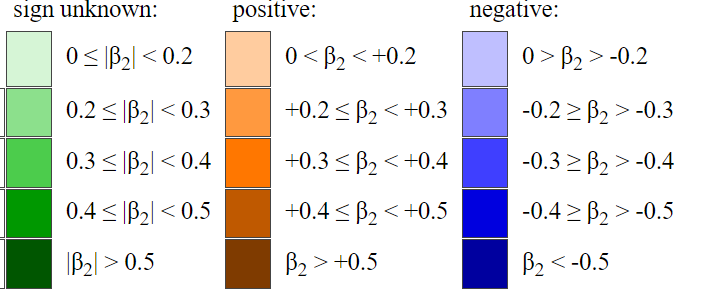 sign unknown: positive: negative:
0 ≤ |β₂| < 0.2 0 < β₂ < +0.2 0 > β₂ > -0.2
0.2 ≤ |β₂| < 0.3 +0.2 ≤ β₂ < +0.3 -0.2 ≥ β₂ > -0.3
0.3 ≤ |β₂| < 0.4 +0.3 ≤ β₂ < +0.4 -0.3 ≥ β₂ > -0.4
0.4 ≤ |β₂| < 0.5 +0.4 ≤ β₂ < +0.5 -0.4 ≥ β₂ > -0.5
|β₂| > 0.5 β₂ > +0.5 β₂ < -0.5